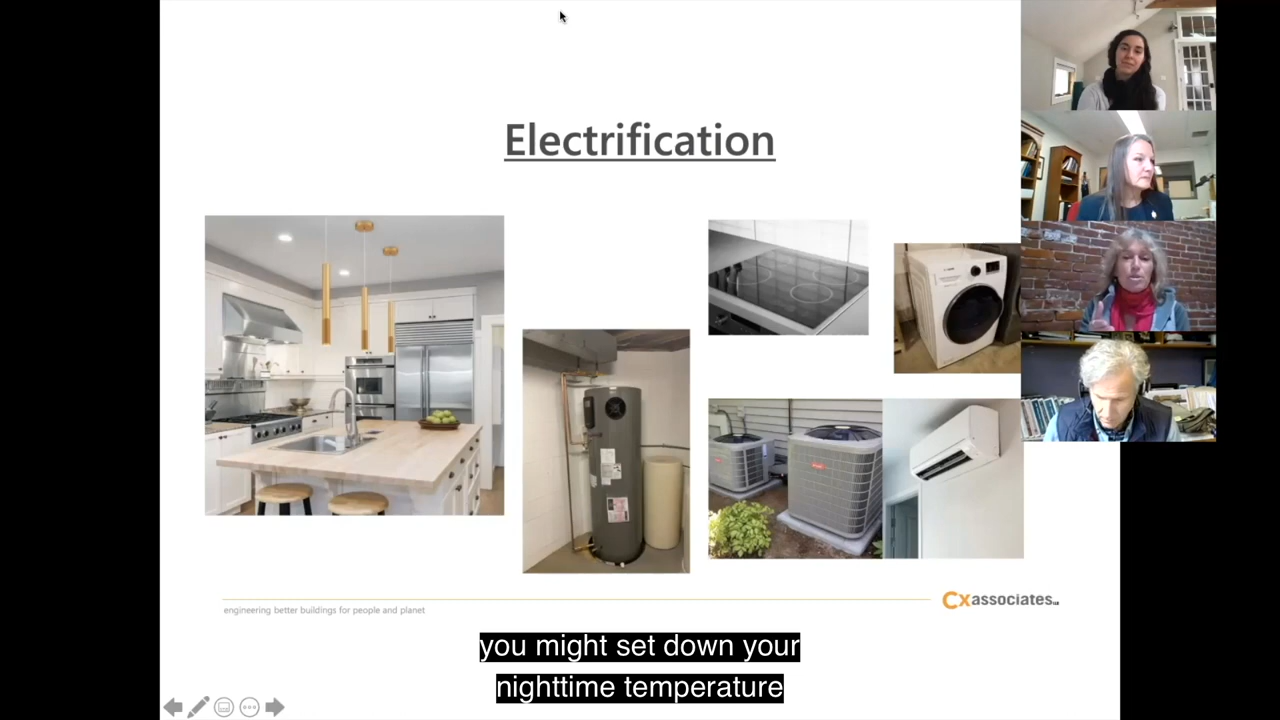 Electrification
engineering better buildings for people and planet
Cxassociates
you might set down your
nighttime temperature